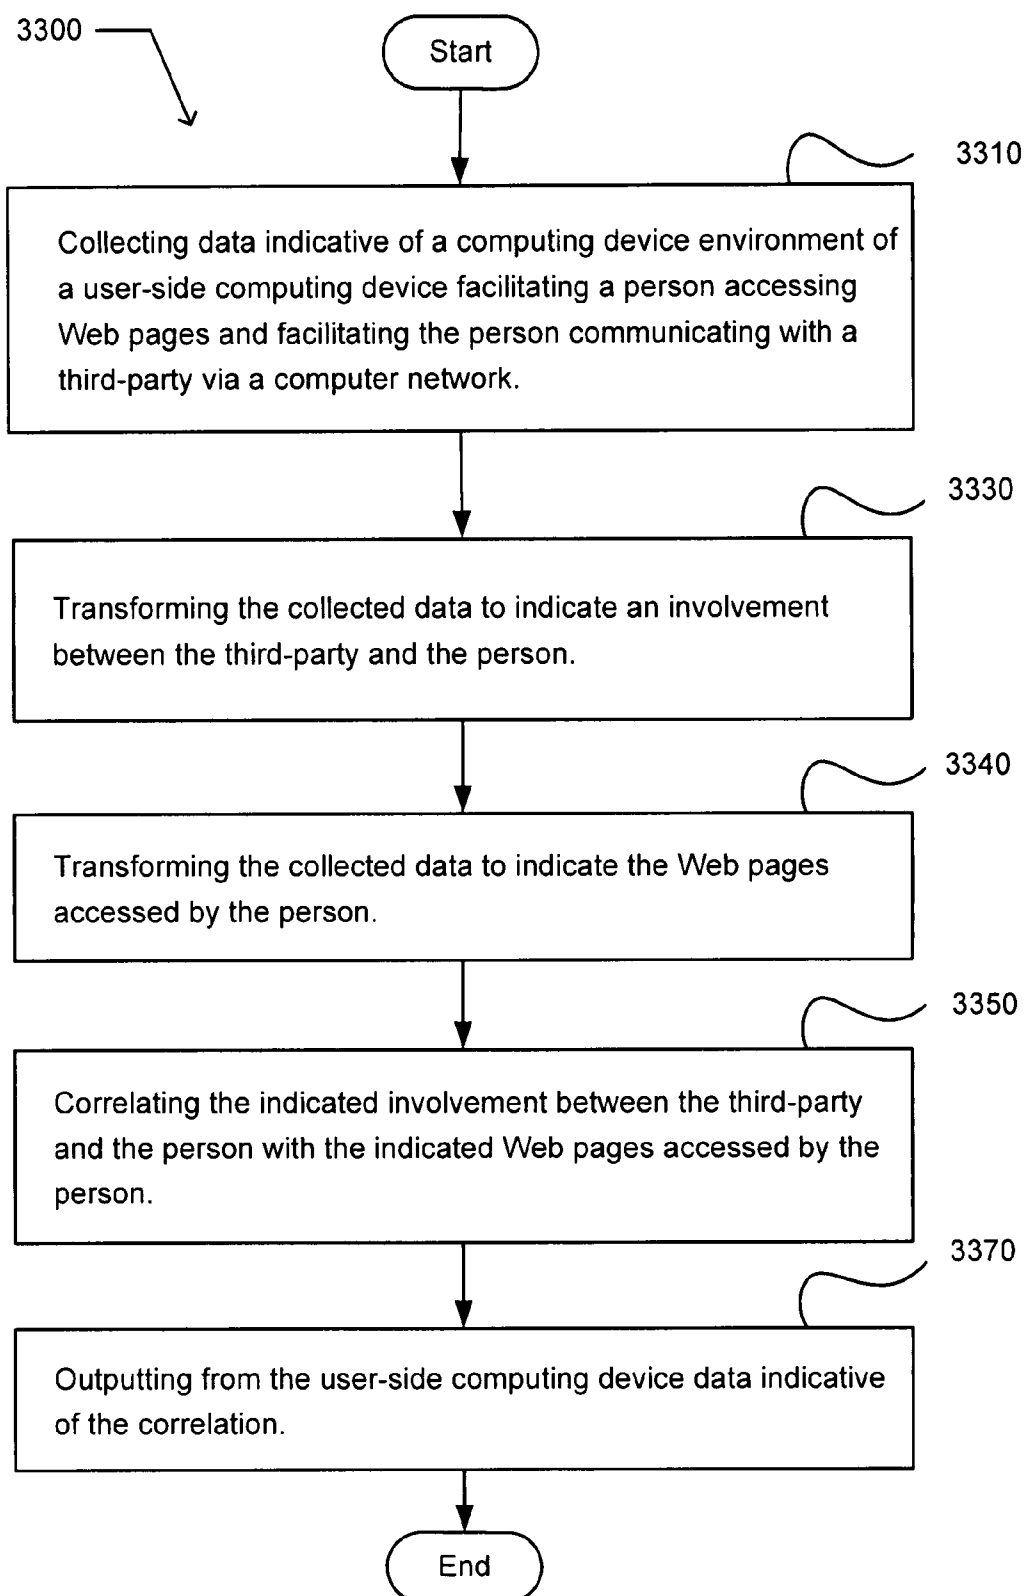 3300
Start
3310
Collecting data indicative of a computing device environment of
a user-side computing device facilitating a person accessing
Web pages and facilitating the person communicating with a
third-party via a computer network.
3330
Transforming the collected data to indicate an involvement
between the third-party and the person.
3340
Transforming the collected data to indicate the Web pages
accessed by the person.
3350
Correlating the indicated involvement between the third-party
and the person with the indicated Web pages accessed by the
person.
3370
Outputting from the user-side computing device data indicative
of the correlation.
End